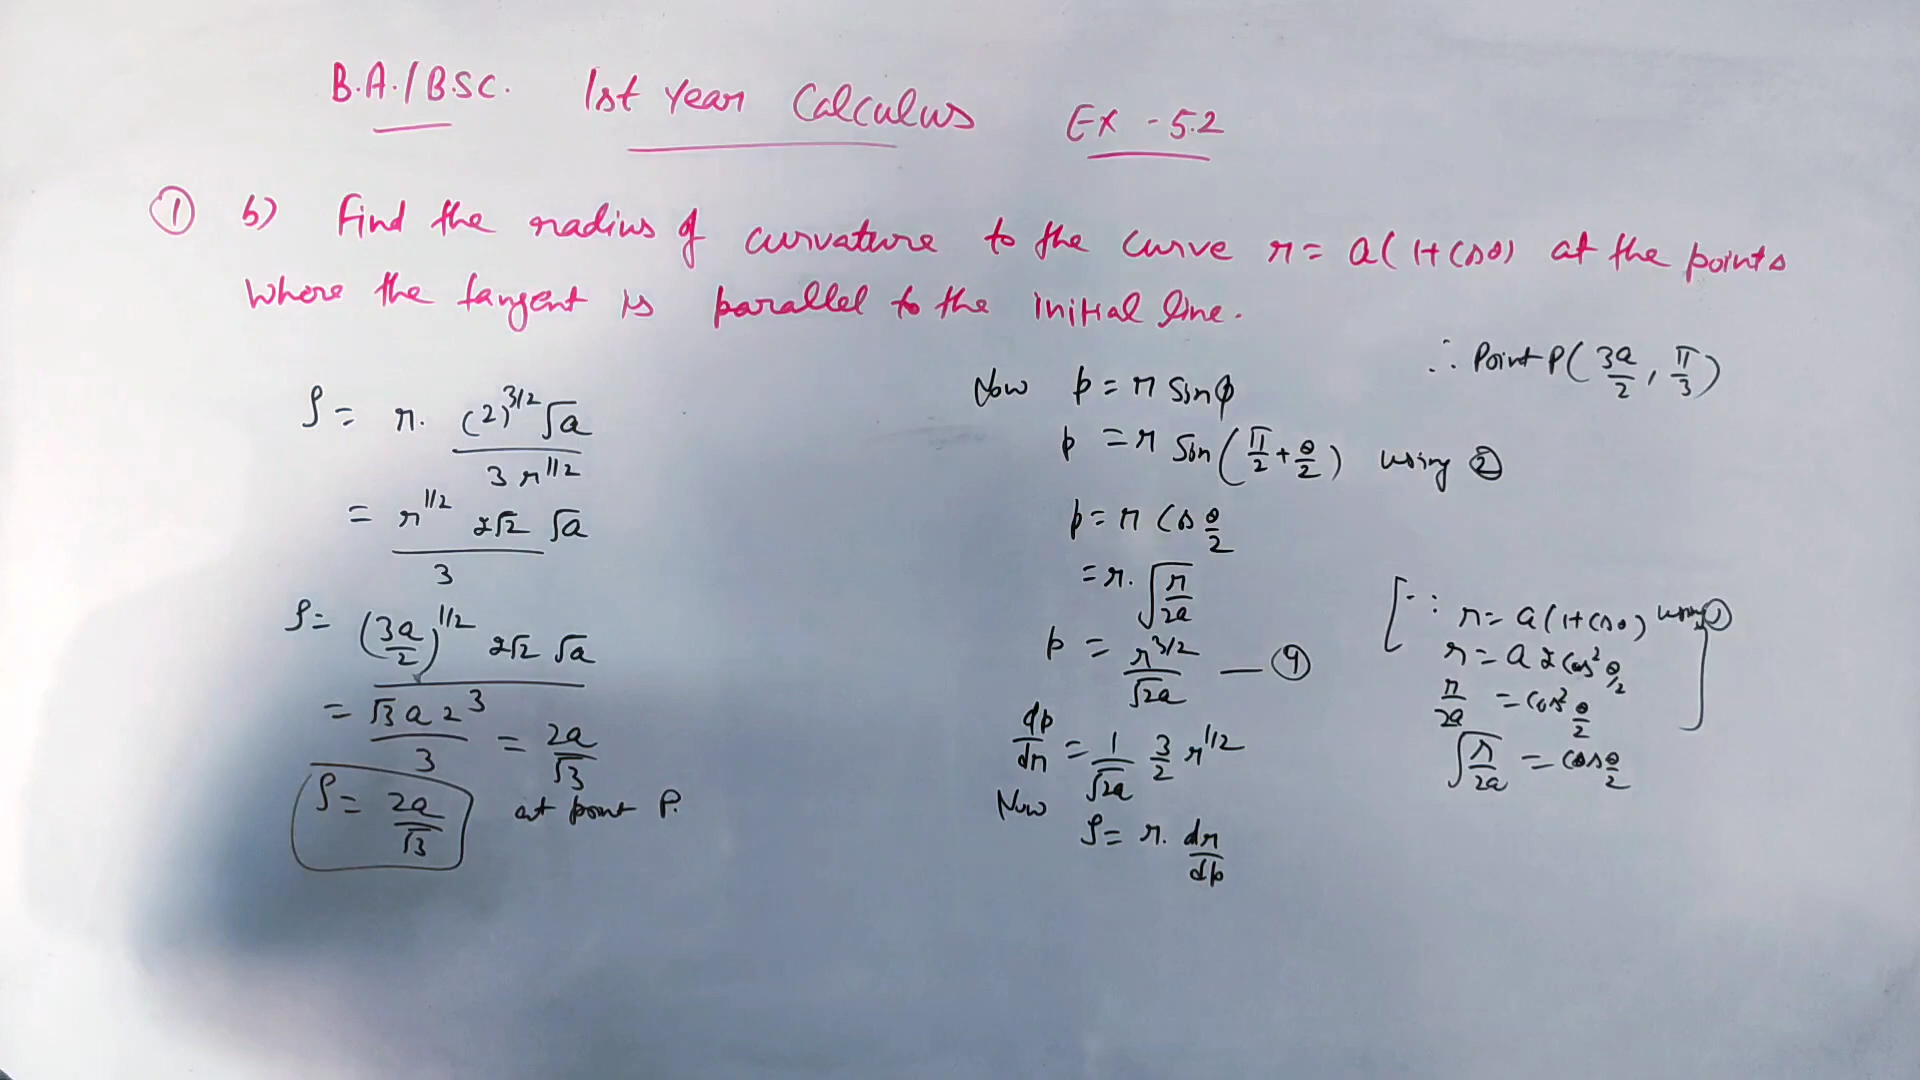 B.A./B.SC. 1st Year Calculus Ex - 5.2
① b) Find the radius of curvature to the curve r = a(1+cosθ) at the points
where the tangent is parallel to the initial line.
∴ Point P(3a/2, π/3)
Now p = r sinφ
p = r Sin(π/2 + θ/2) using ②
p = r cos θ/2
= r. √(r/2a)
p = r^3/2 / √2a — ④
[∵ r = a(1+cosθ) using ①
r = a 2 cos² θ/2
r/2a = cos² θ/2
√(r/2a) = cos θ/2 ]
dp/dr = 1/√2a 3/2 r^1/2
Now
ρ = r. dr/dp
ρ = r. (2)^3/2 √a / 3 r^1/2
= r^1/2 2√2 √a / 3
ρ = (3a/2)^1/2 2√2 √a / 3
= √3 a 2 / 3 = 2a/√3
ρ = 2a/√3 at point P.